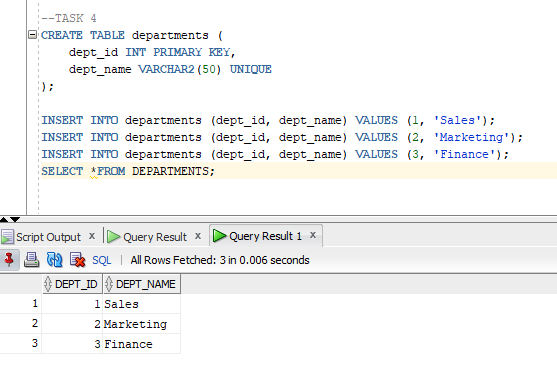 --TASK 4
CREATE TABLE departments (
dept_id INT PRIMARY KEY,
dept_name VARCHAR2(50) UNIQUE
);
INSERT INTO departments (dept_id, dept_name) VALUES (1, 'Sales');
INSERT INTO departments (dept_id, dept_name) VALUES (2, 'Marketing');
INSERT INTO departments (dept_id, dept_name) VALUES (3, 'Finance');
SELECT *FROM DEPARTMENTS;
Script Output x Query Result x Query Result 1 x
SQL | All Rows Fetched: 3 in 0.006 seconds
DEPT_ID DEPT_NAME
1 1 Sales
2 2 Marketing
3 3 Finance